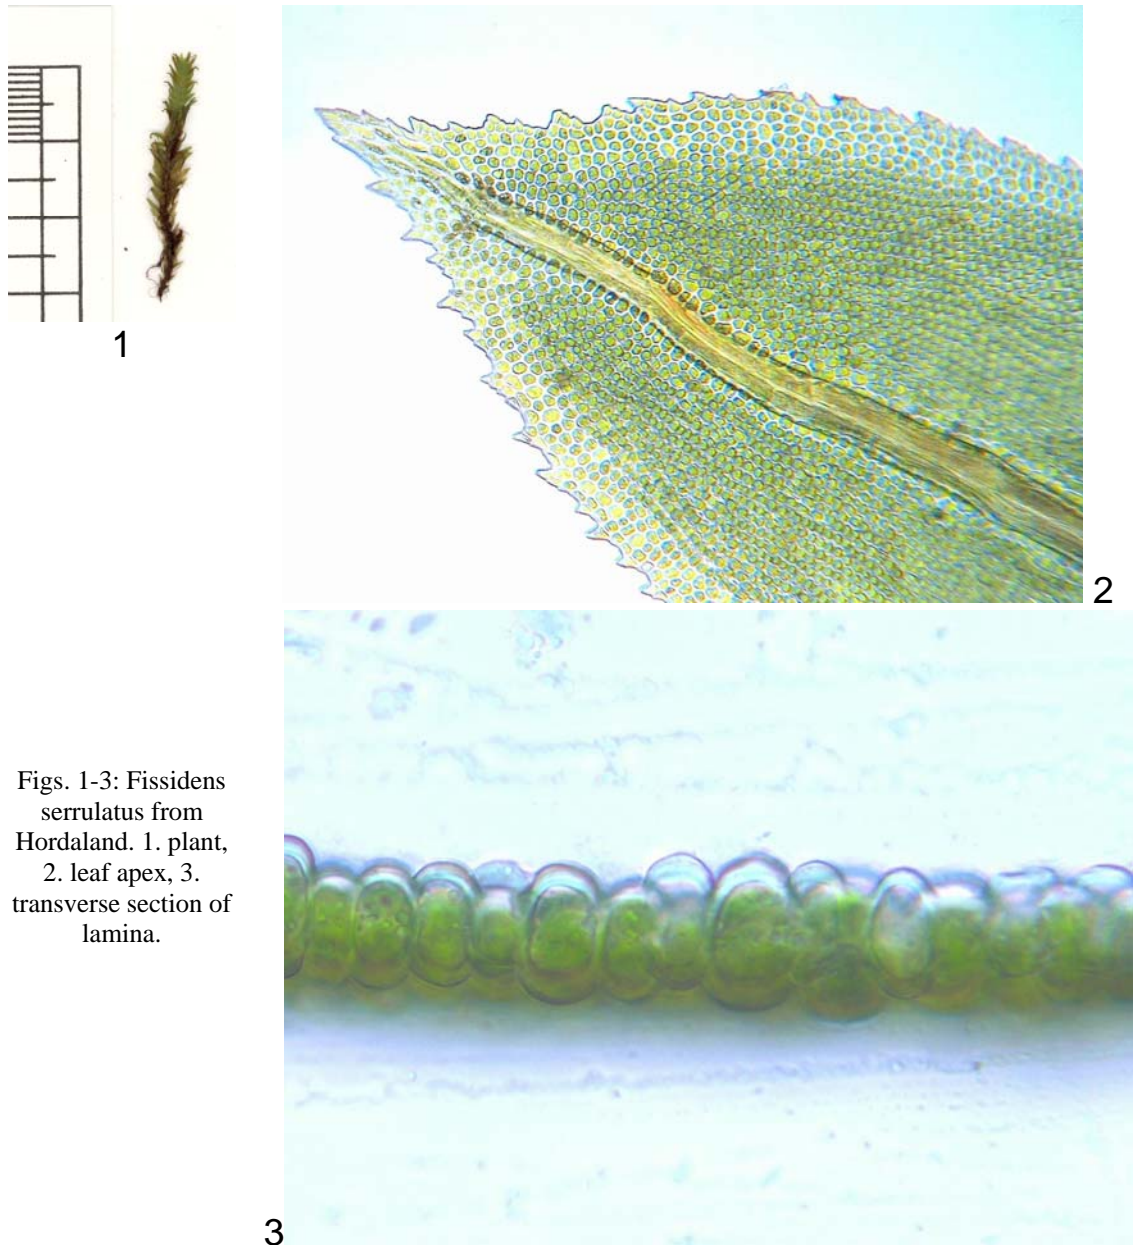 1
2
Figs. 1-3: Fissidens
serrulatus from
Hordaland. 1. plant,
2. leaf apex, 3.
transverse section of
lamina.
3